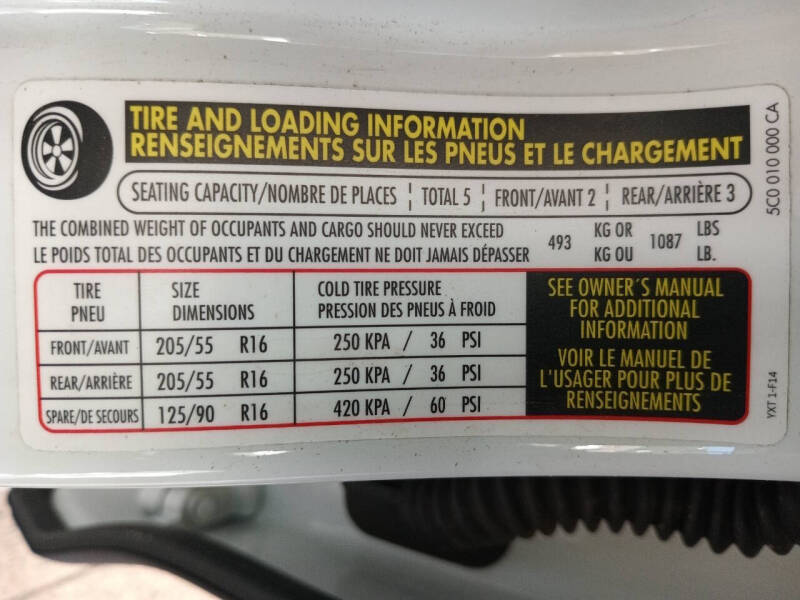 TIRE AND LOADING INFORMATION
RENSEIGNEMENTS SUR LES PNEUS ET LE CHARGEMENT
SEATING CAPACITY/NOMBRE DE PLACES ¦ TOTAL 5 ¦ FRONT/AVANT 2 ¦ REAR/ARRIÈRE 3
THE COMBINED WEIGHT OF OCCUPANTS AND CARGO SHOULD NEVER EXCEED
LE POIDS TOTAL DES OCCUPANTS ET DU CHARGEMENT NE DOIT JAMAIS DÉPASSER
493
KG OR
KG OU
1087
LBS
LB.
TIRE
PNEU
SIZE
DIMENSIONS
COLD TIRE PRESSURE
PRESSION DES PNEUS À FROID
FRONT/AVANT 205/55 R16 250 KPA / 36 PSI
REAR/ARRIÈRE 205/55 R16 250 KPA / 36 PSI
SPARE/DE SECOURS 125/90 R16 420 KPA / 60 PSI
SEE OWNER´S MANUAL
FOR ADDITIONAL
INFORMATION
VOIR LE MANUEL DE
L'USAGER POUR PLUS DE
RENSEIGNEMENTS
5C0 010 000 CA
YXT 1-F14